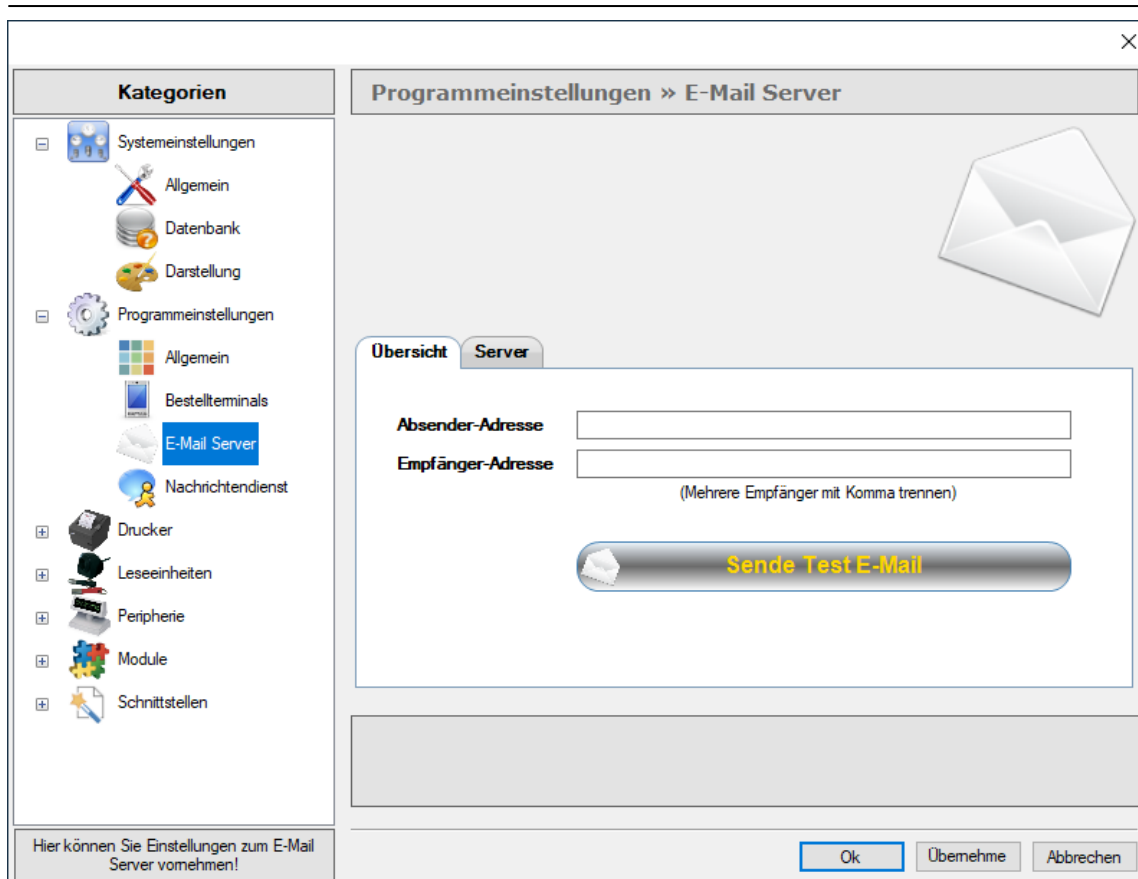 Kategorien
Programmeinstellungen » E-Mail Server
Systemeinstellungen
Allgemein
Datenbank
Darstellung
Programmeinstellungen
Allgemein
Bestellterminals
E-Mail Server
Nachrichtendienst
Drucker
Leseeinheiten
Peripherie
Module
Schnittstellen
Hier können Sie Einstellungen zum E-Mail
Server vornehmen!
Übersicht
Server
Absender-Adresse
Empfänger-Adresse
(Mehrere Empfänger mit Komma trennen)
Sende Test E-Mail
Ok
Übernehme
Abbrechen